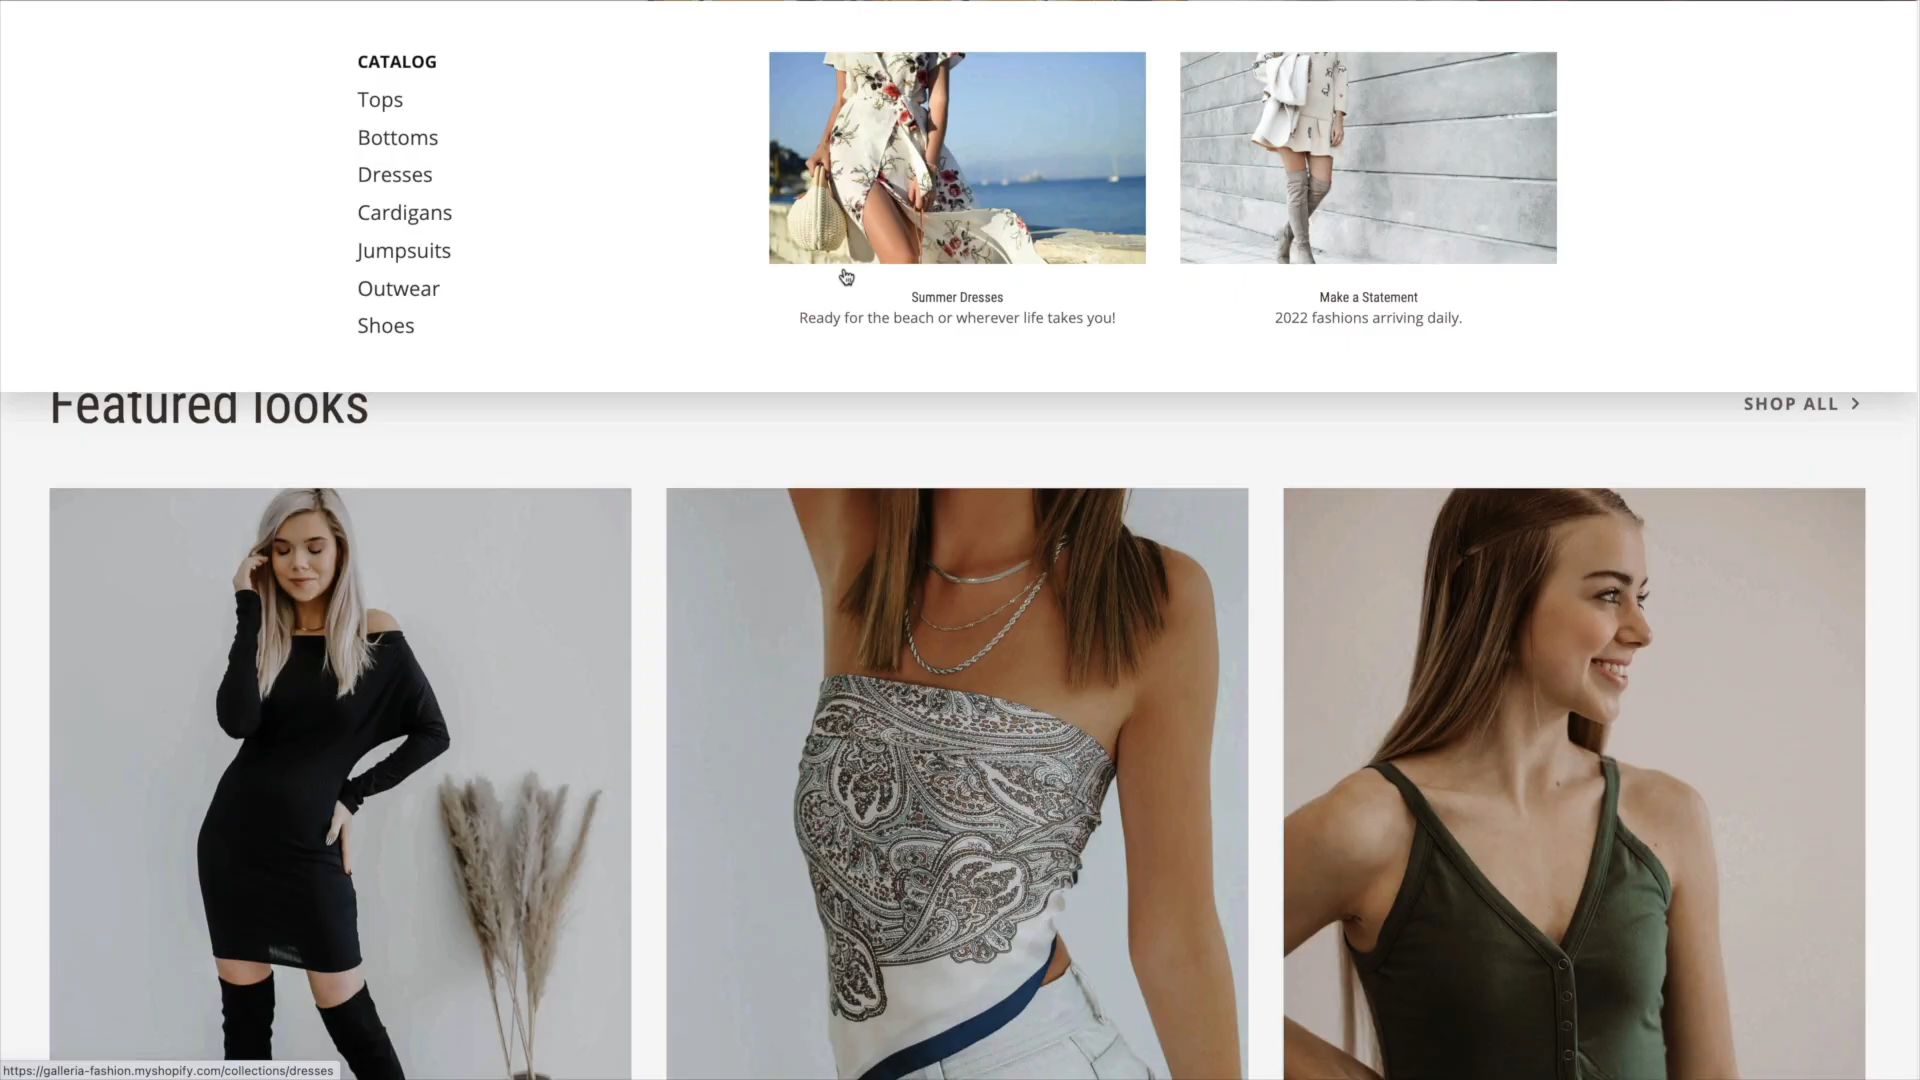 CATALOG
Tops
Bottoms
Dresses
Cardigans
Jumpsuits
Outwear
Shoes
Summer Dresses
Ready for the beach or wherever life takes you!
Make a Statement
2022 fashions arriving daily.
Featured looks
SHOP ALL
https://galleria-fashion.myshopify.com/collections/dresses